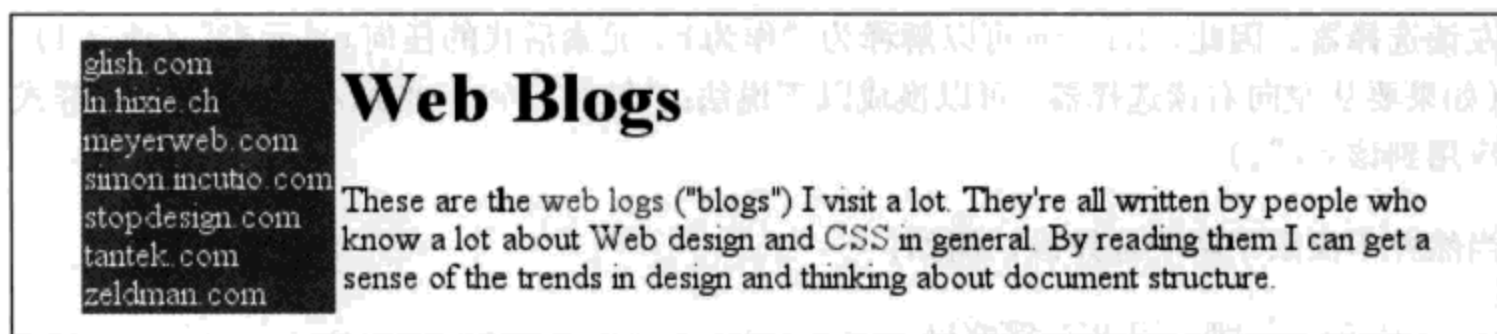 glish.com
ln.hixie.ch
meyerweb.com
simon.incutio.com
stopdesign.com
tantek.com
zeldman.com
Web Blogs
These are the web logs ("blogs") I visit a lot. They're all written by people who
know a lot about Web design and CSS in general. By reading them I can get a
sense of the trends in design and thinking about document structure.